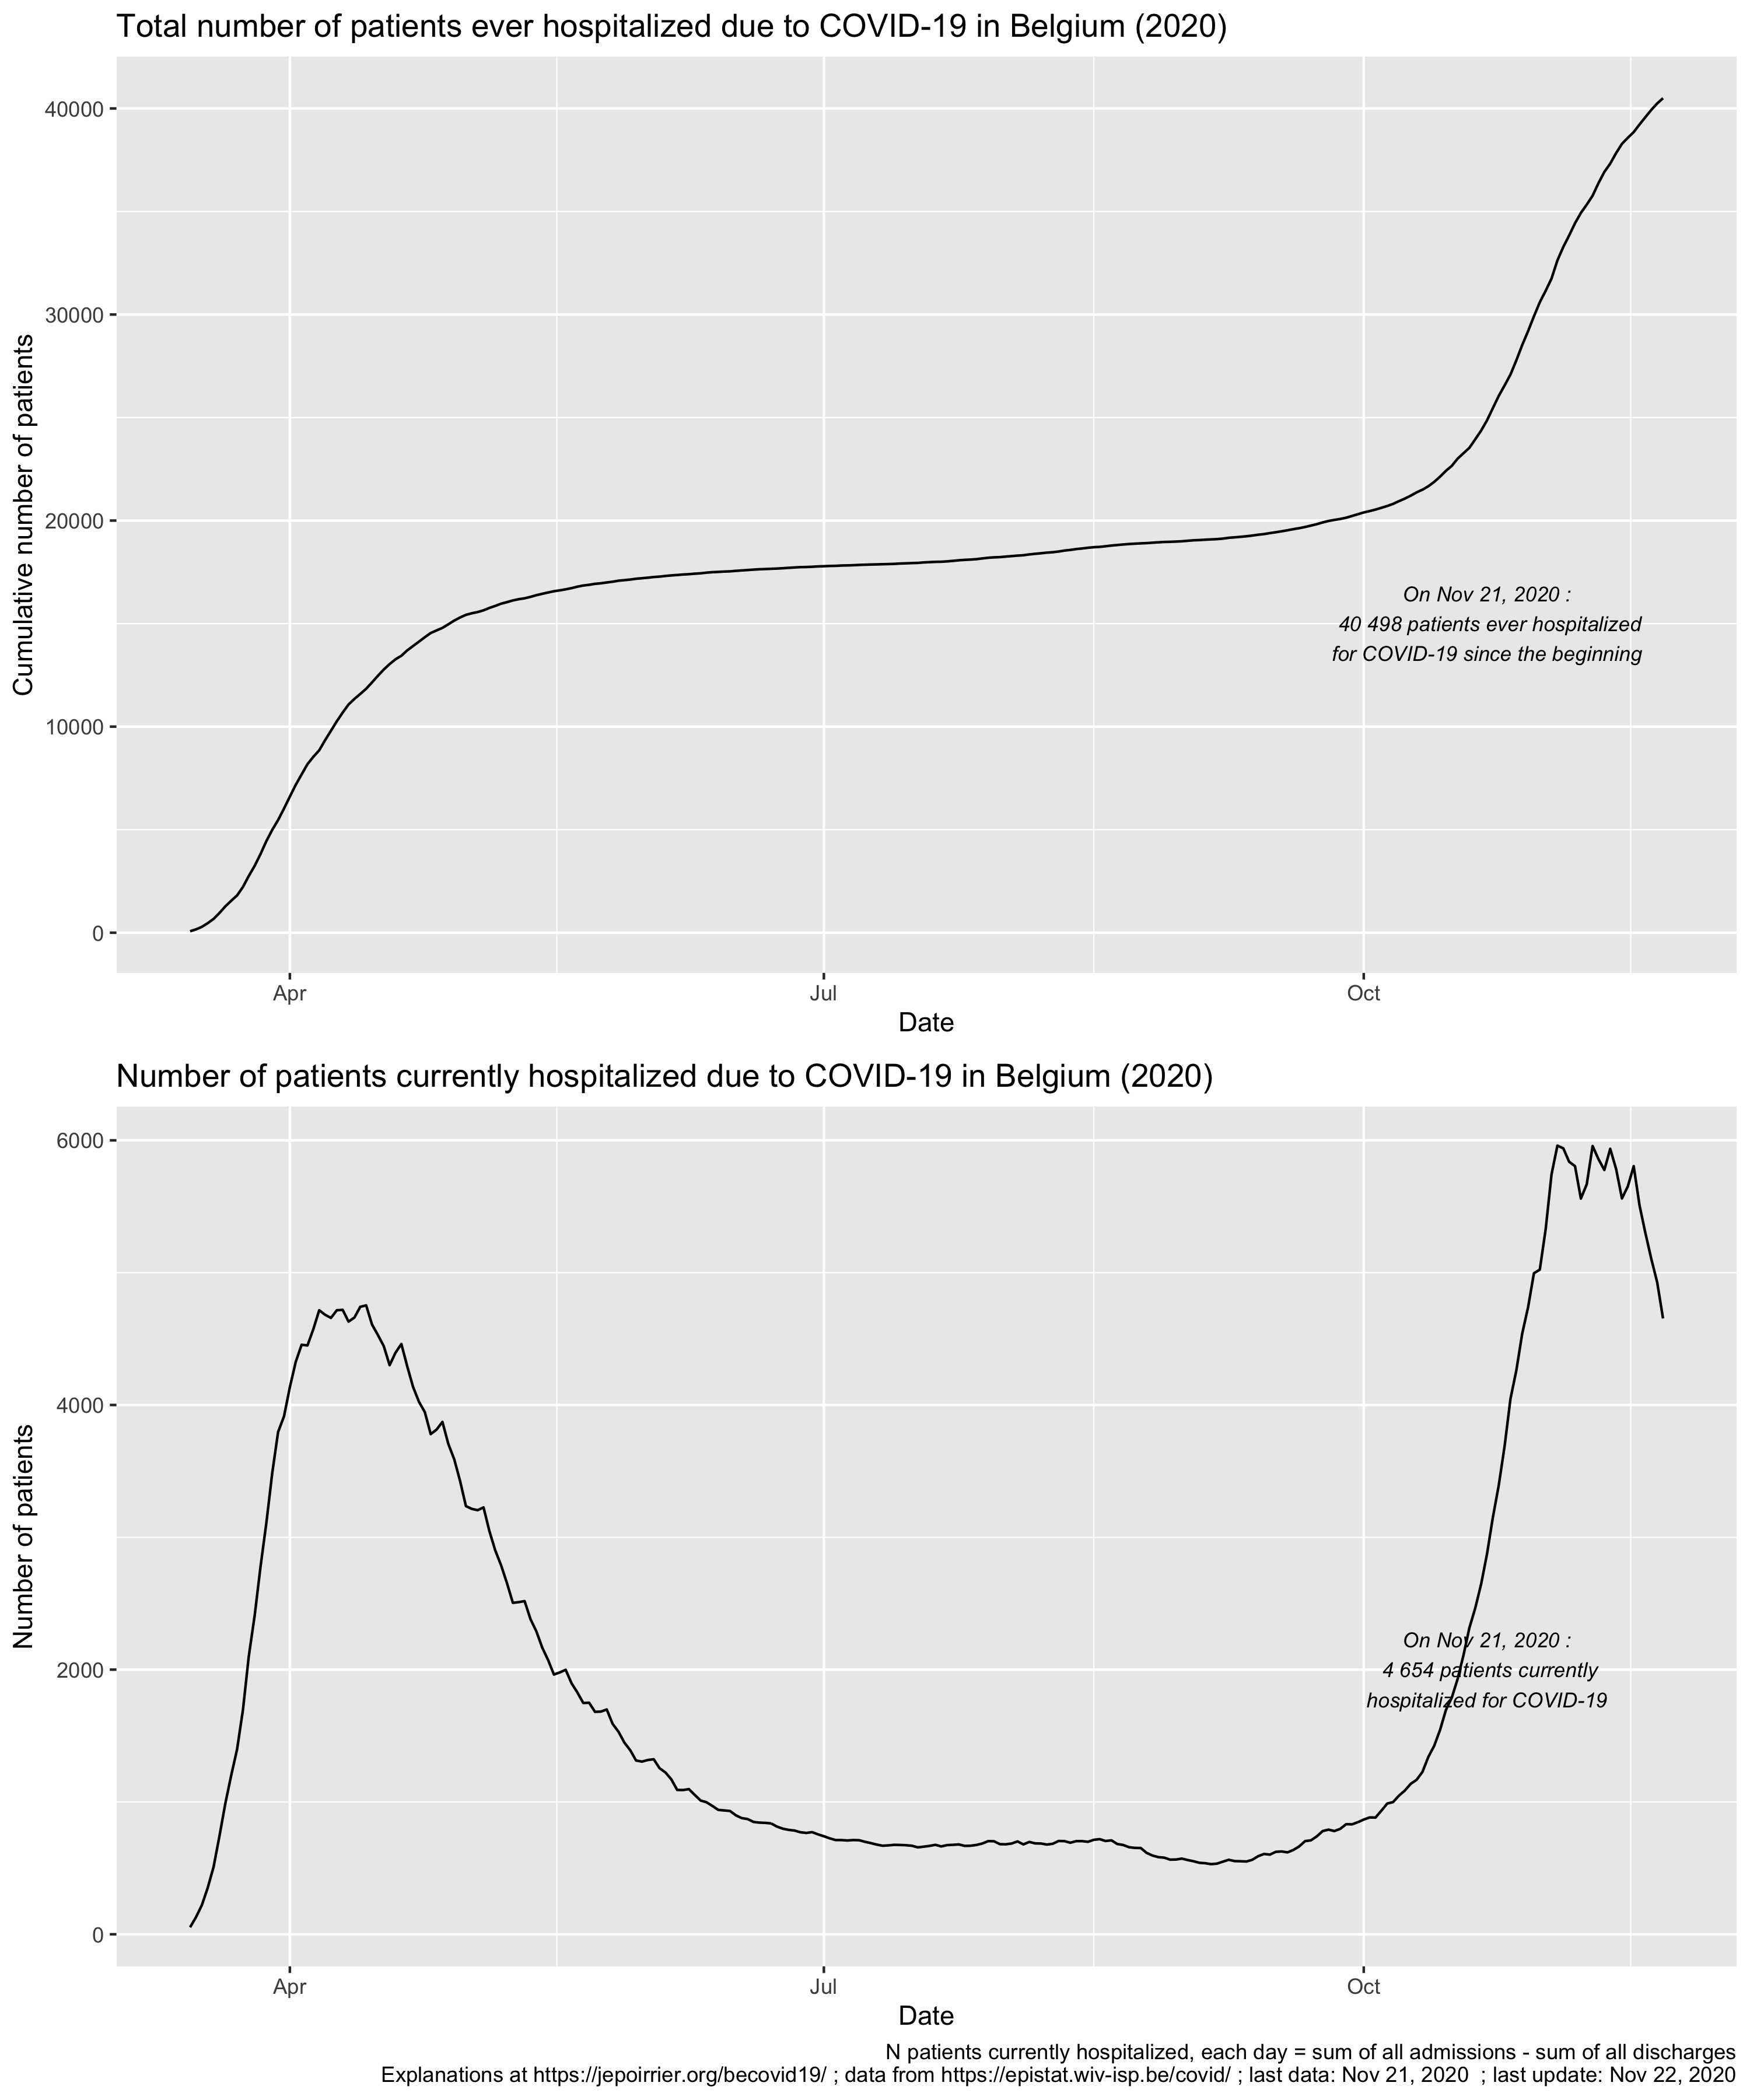 Total number of patients ever hospitalized due to COVID-19 in Belgium (2020)
Cumulative number of patients
40000
30000
20000
10000
0
On Nov 21, 2020 :
40 498 patients ever hospitalized
for COVID-19 since the beginning
Apr
Jul
Oct
Date
Number of patients currently hospitalized due to COVID-19 in Belgium (2020)
Number of patients
6000
4000
2000
0
On Nov 21, 2020 :
4 654 patients currently
hospitalized for COVID-19
Apr
Jul
Oct
Date
N patients currently hospitalized, each day = sum of all admissions - sum of all discharges
Explanations at https://jepoirrier.org/becovid19/ ; data from https://epistat.wiv-isp.be/covid/ ; last data: Nov 21, 2020  ; last update: Nov 22, 2020